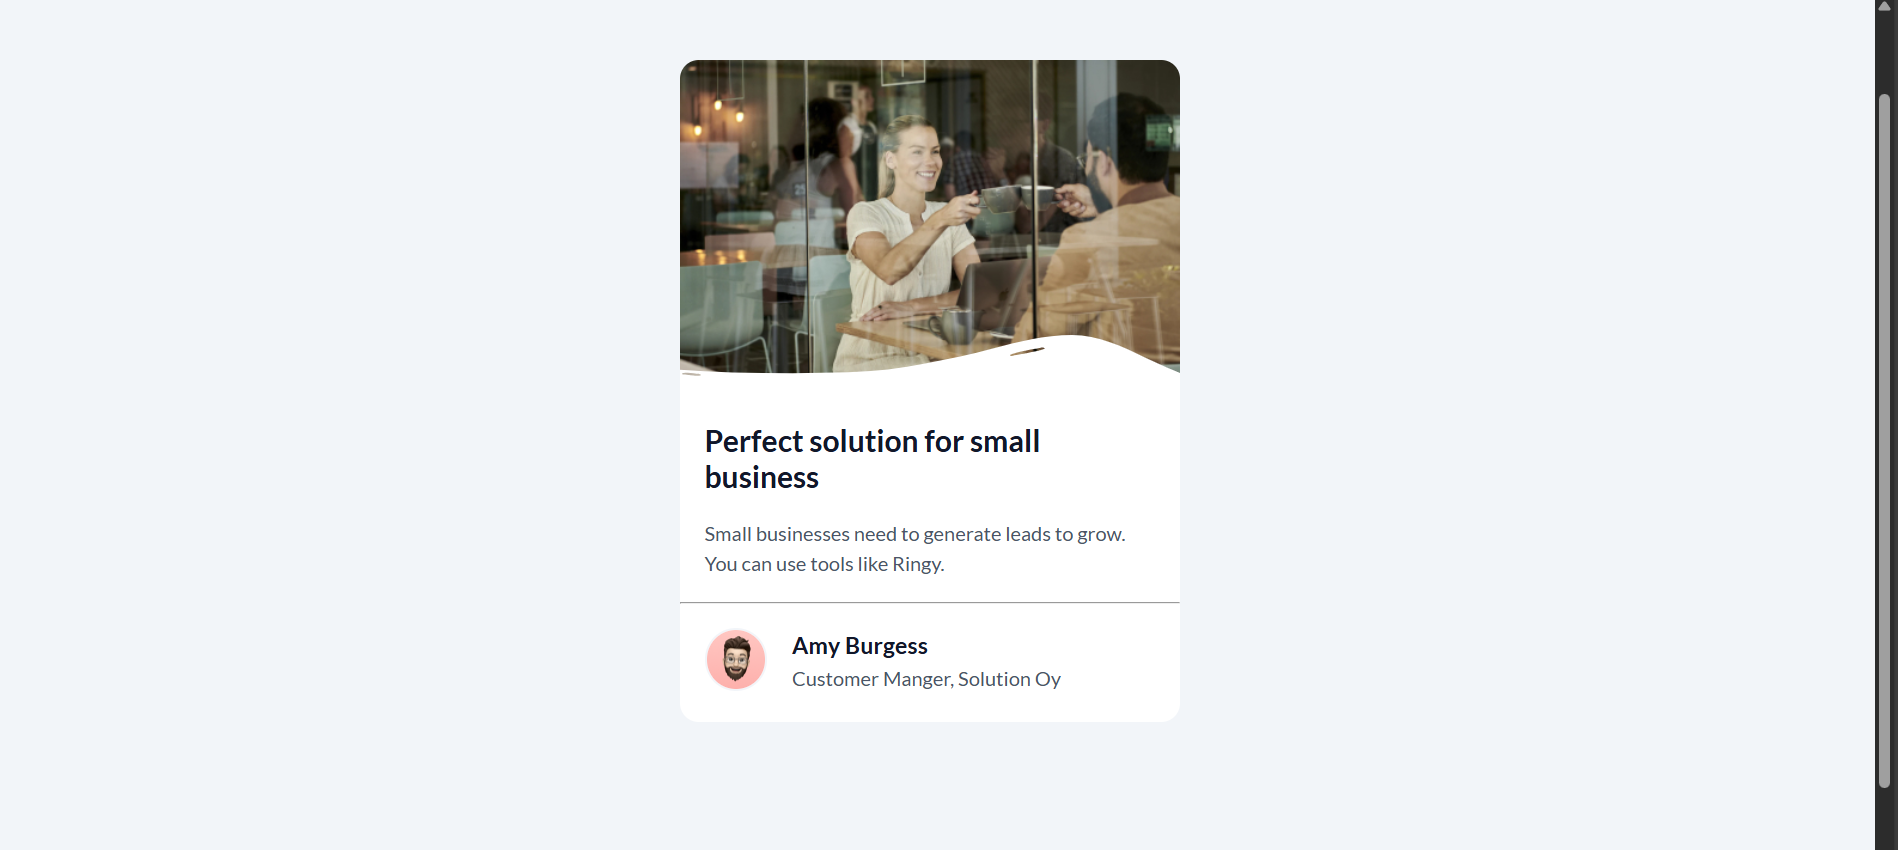 Perfect solution for small
business
Small businesses need to generate leads to grow.
You can use tools like Ringy.
Amy Burgess
Customer Manger, Solution Oy